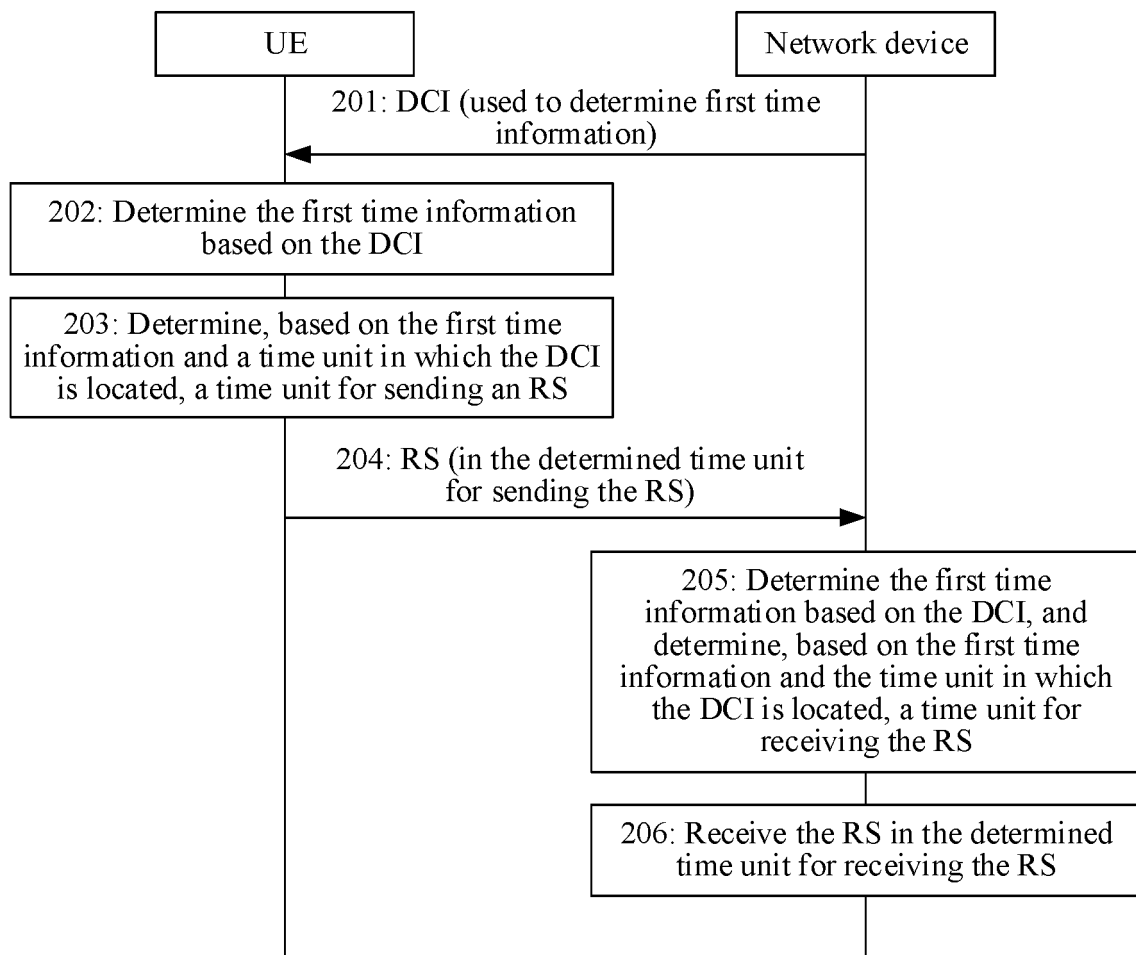 UE
Network device
201: DCI (used to determine first time
information)
202: Determine the first time information
based on the DCI
203: Determine, based on the first time
information and a time unit in which the DCI
is located, a time unit for sending an RS
204: RS (in the determined time unit
for sending the RS)
205: Determine the first time
information based on the DCI, and
determine, based on the first time
information and the time unit in which
the DCI is located, a time unit for
receiving the RS
206: Receive the RS in the determined
time unit for receiving the RS